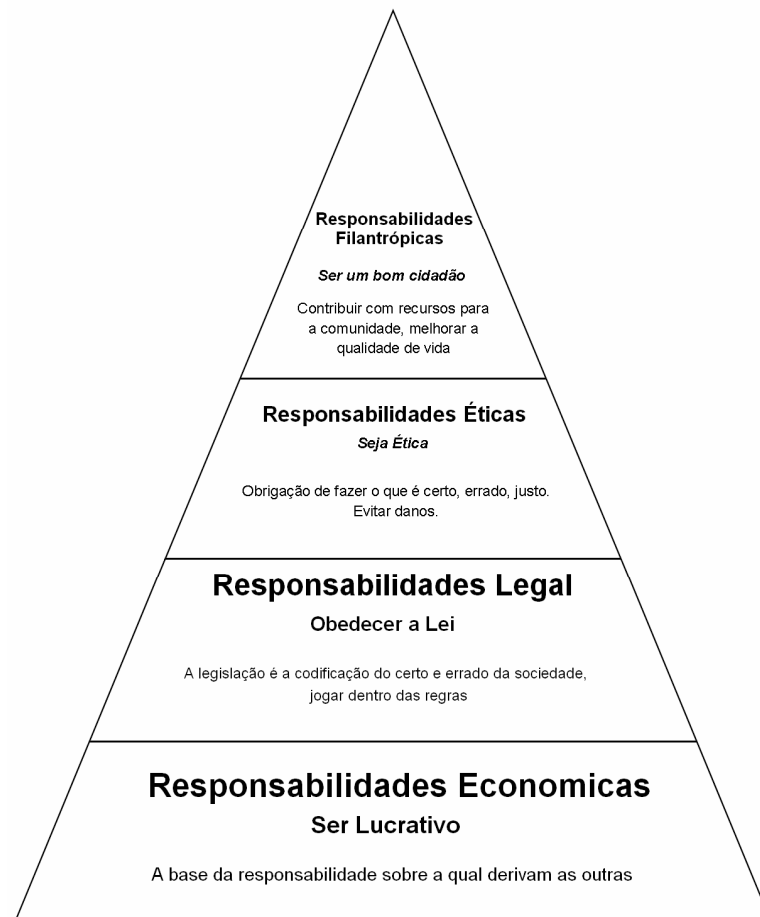 Responsabilidades
Filantrópicas
Ser um bom cidadão
Contribuir com recursos para
a comunidade, melhorar a
qualidade de vida
Responsabilidades Éticas
Seja Ética
Obrigação de fazer o que é certo, errado, justo.
Evitar danos.
Responsabilidades Legal
Obedecer a Lei
A legislação é a codificação do certo e errado da sociedade,
jogar dentro das regras
Responsabilidades Economicas
Ser Lucrativo
A base da responsabilidade sobre a qual derivam as outras